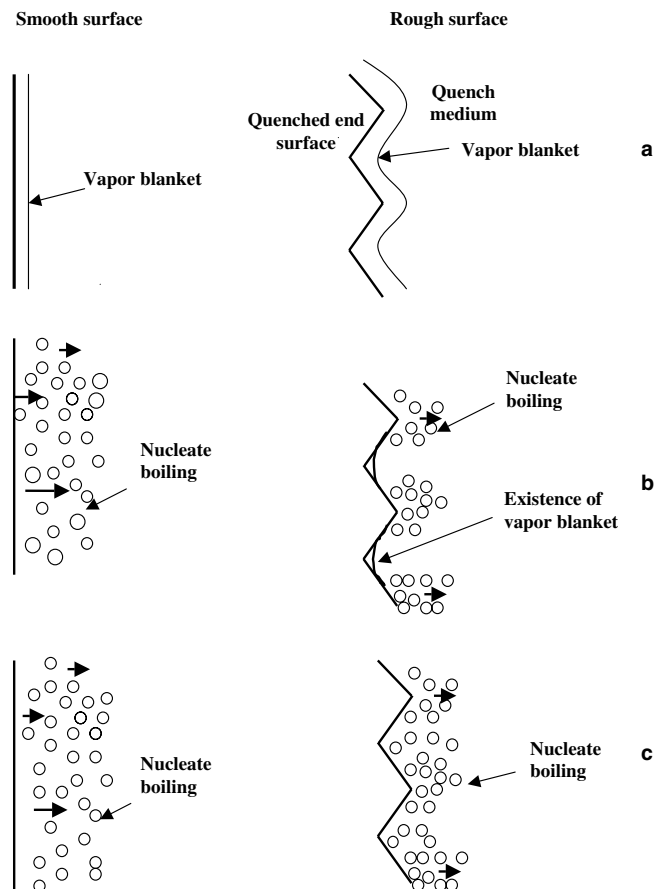 Smooth surface
Rough surface
Quenched end
surface
Quench
medium
Vapor blanket
Vapor blanket
a
Nucleate
boiling
Nucleate
boiling
Existence of
vapor blanket
b
Nucleate
boiling
Nucleate
boiling
c